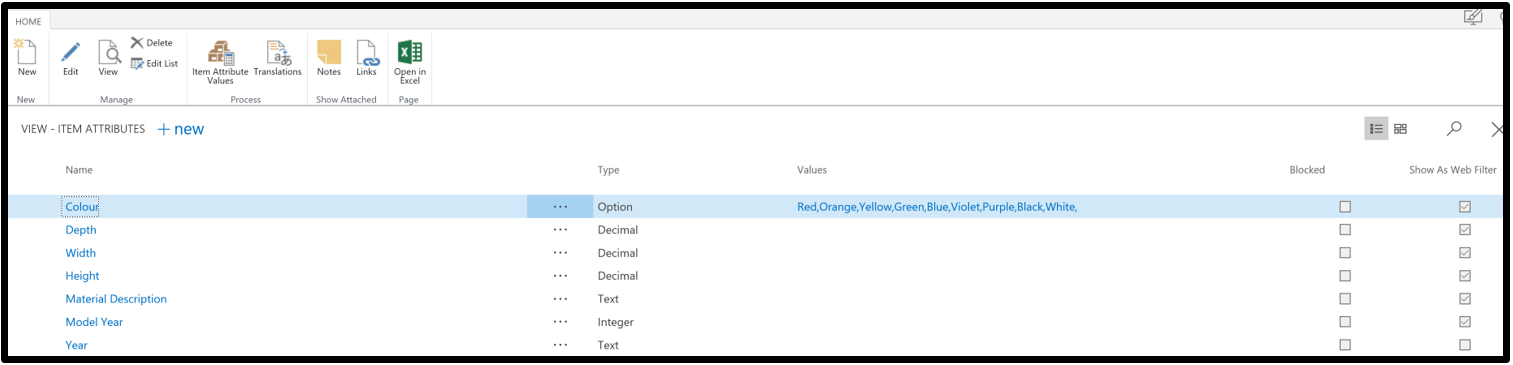 HOME
New Edit View Delete Edit List Item Attribute Values Translations Notes Links Open in Excel
New Manage Process Show Attached Page
VIEW - ITEM ATTRIBUTES + new
Name Type Values Blocked Show As Web Filter
Colour ... Option Red,Orange,Yellow,Green,Blue,Violet,Purple,Black,White,
Depth ... Decimal
Width ... Decimal
Height ... Decimal
Material Description ... Text
Model Year ... Integer
Year ... Text